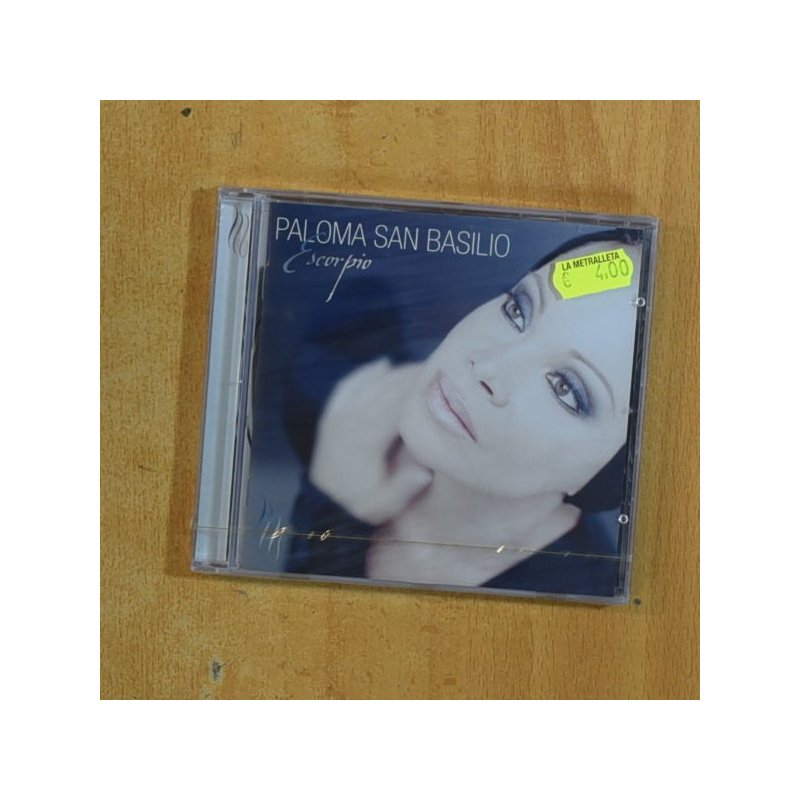 PALOMA SAN BASILIO
Escorpio
LA METRALLETA
€ 4,00